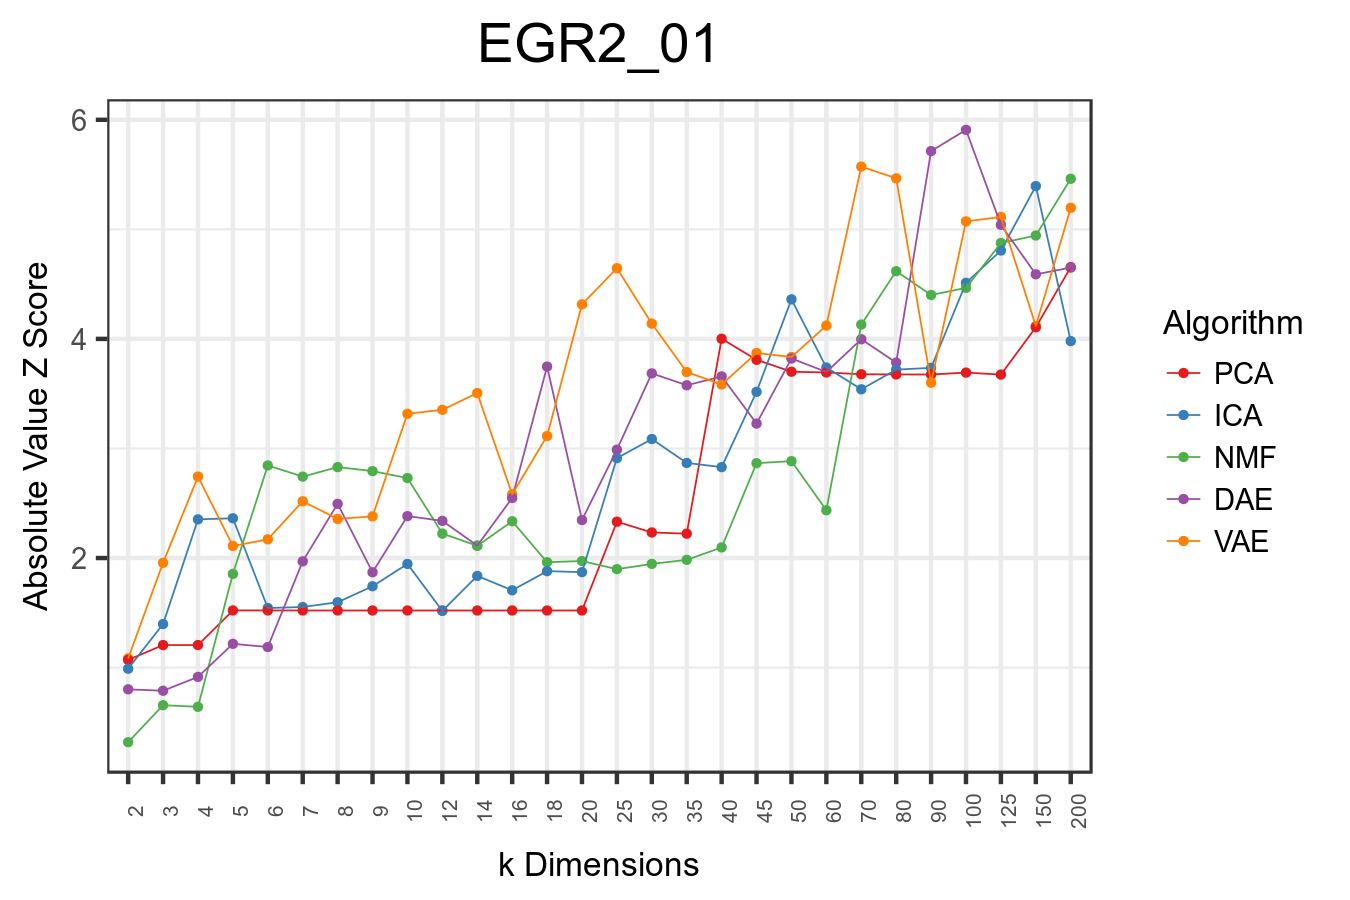 EGR2_01
Absolute Value Z Score
6
4
2
2 3 4 5 6 7 8 9 10 12 14 16 18 20 25 30 35 40 45 50 60 70 80 90 100 125 150 200
k Dimensions
Algorithm
PCA
ICA
NMF
DAE
VAE